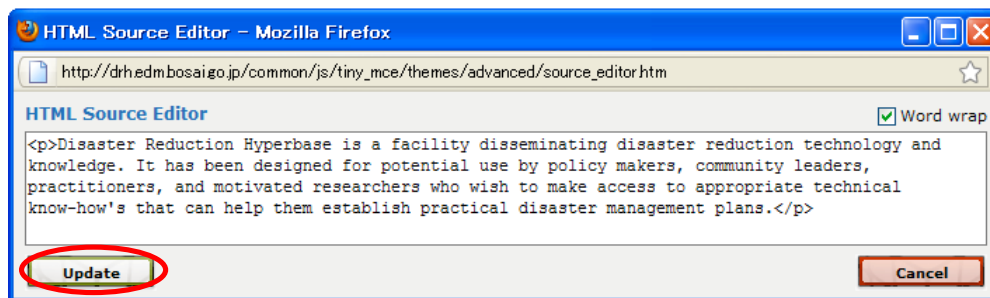 HTML Source Editor - Mozilla Firefox
http://drh.edm.bosai.go.jp/common/js/tiny_mce/themes/advanced/source_editor.htm
HTML Source Editor
Word wrap
<p>Disaster Reduction Hyperbase is a facility disseminating disaster reduction technology and
knowledge. It has been designed for potential use by policy makers, community leaders,
practitioners, and motivated researchers who wish to make access to appropriate technical
know-how's that can help them establish practical disaster management plans.</p>
Update
Cancel